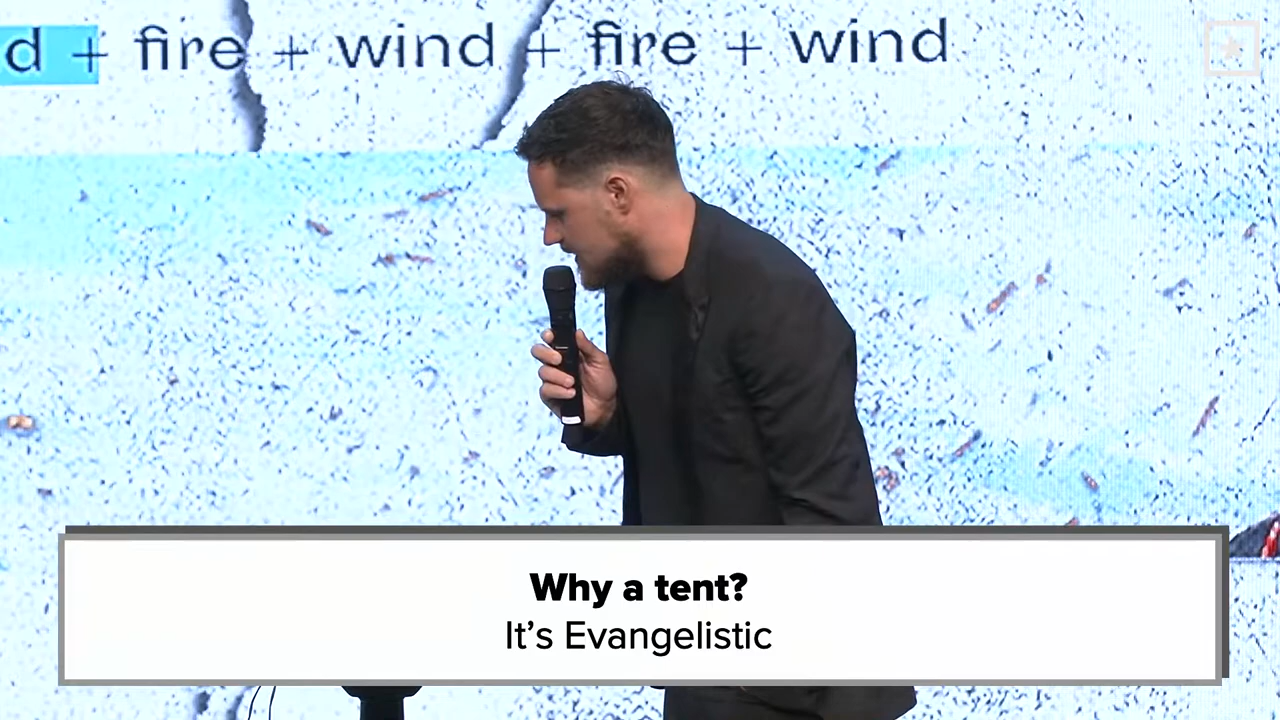 d + fire + wind + fire + wind
Why a tent?
It’s Evangelistic